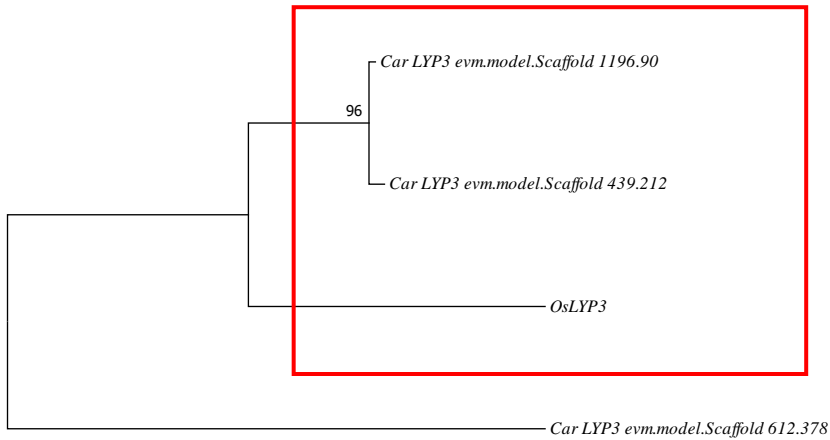 Car LYP3 evm.model.Scaffold 1196.90
96
Car LYP3 evm.model.Scaffold 439.212
OsLYP3
Car LYP3 evm.model.Scaffold 612.378